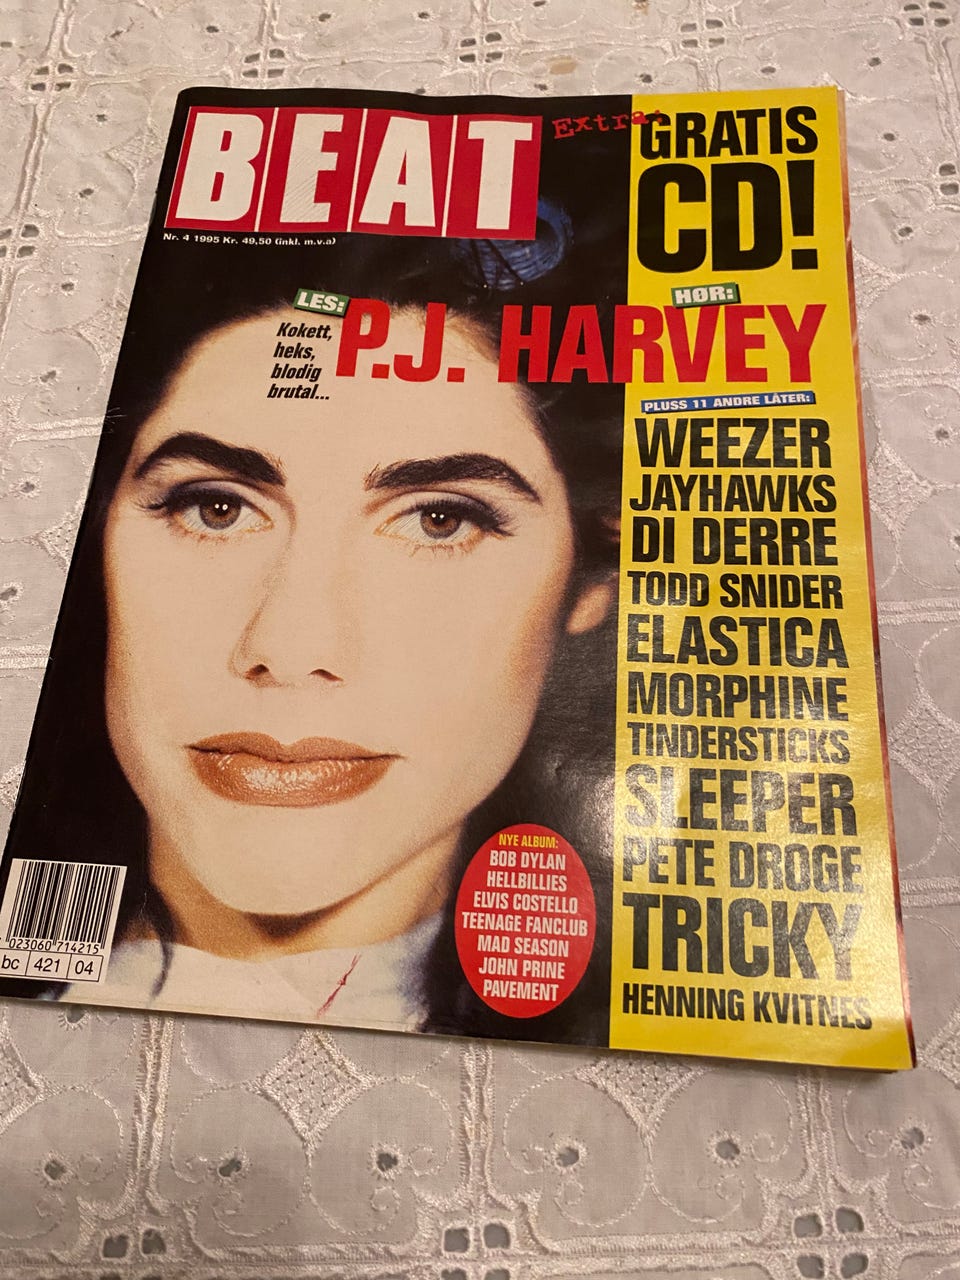 BEAT
Extra:
Nr. 4 1995 Kr. 49,50 (inkl. m.v.a)
GRATIS
CD!
LES:
HØR:
Kokett,
heks,
blodig
brutal...
P.J. HARVEY
PLUSS 11 ANDRE LÅTER:
WEEZER
JAYHAWKS
DI DERRE
TODD SNIDER
ELASTICA
MORPHINE
TINDERSTICKS
SLEEPER
PETE DROGE
TRICKY
HENNING KVITNES
NYE ALBUM:
BOB DYLAN
HELLBILLIES
ELVIS COSTELLO
TEENAGE FANCLUB
MAD SEASON
JOHN PRINE
PAVEMENT
023060 714215
bc 421 04